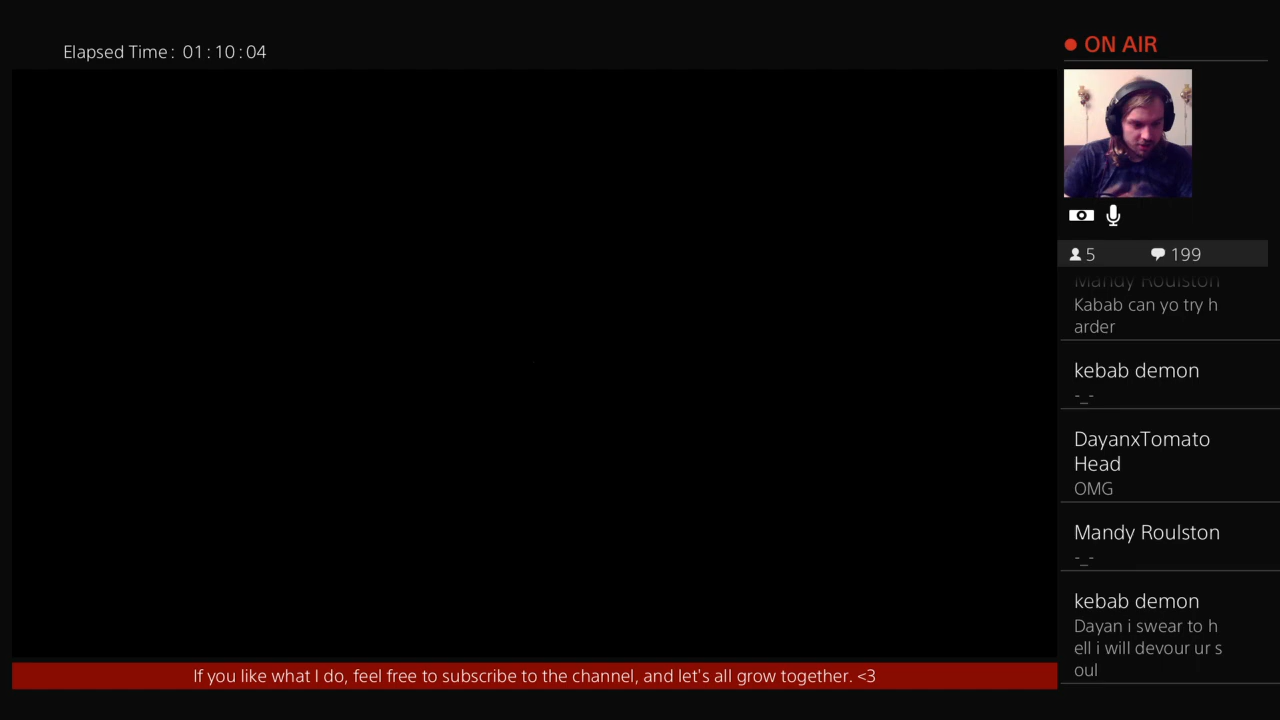 Elapsed Time: 01:10:04
ON AIR
5
199
Mandy Roulston
Kabab can yo try h
arder
kebab demon
-_-
DayanxTomato
Head
OMG
Mandy Roulston
-_-
kebab demon
Dayan i swear to h
ell i will devour ur s
oul
If you like what I do, feel free to subscribe to the channel, and let's all grow together. <3